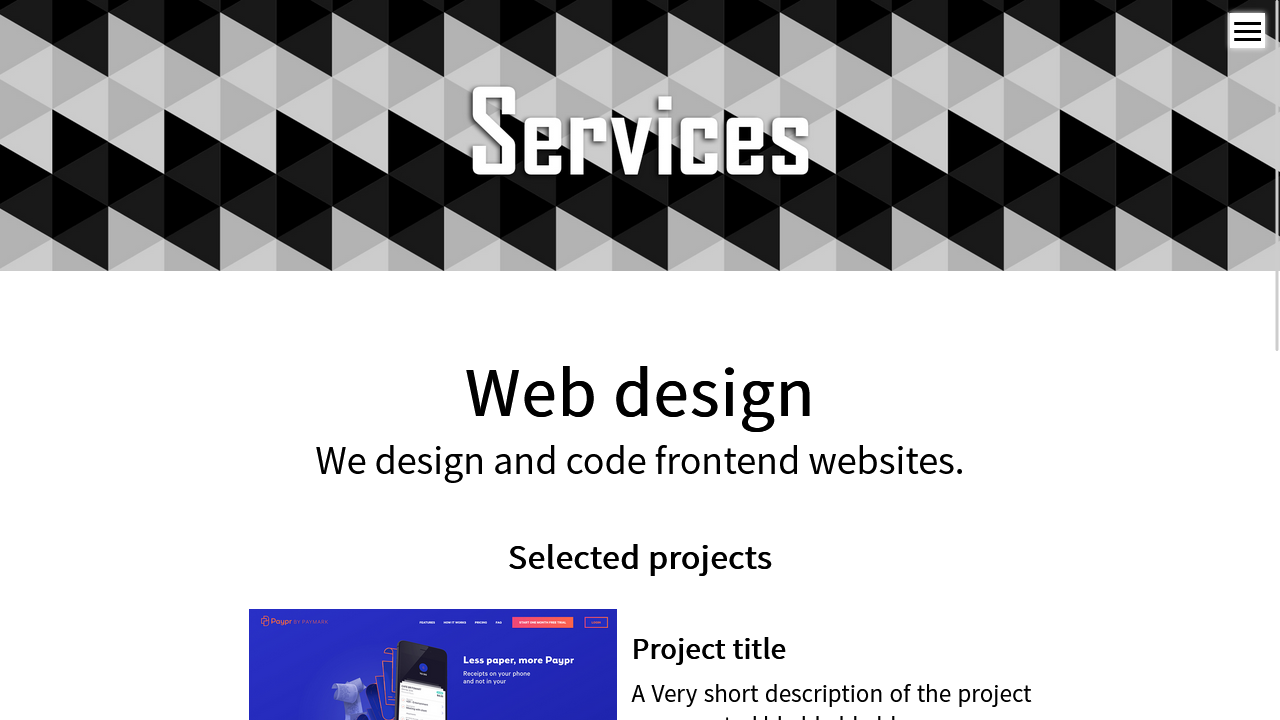 Services
Web design
We design and code frontend websites.
Selected projects
Paypr BY PAYMARK
FEATURES HOW IT WORKS PRICING FAQ START ONE MONTH FREE TRIAL LOGIN
Less paper, more Paypr
Receipts on your phone
and not in your
Project title
A Very short description of the project